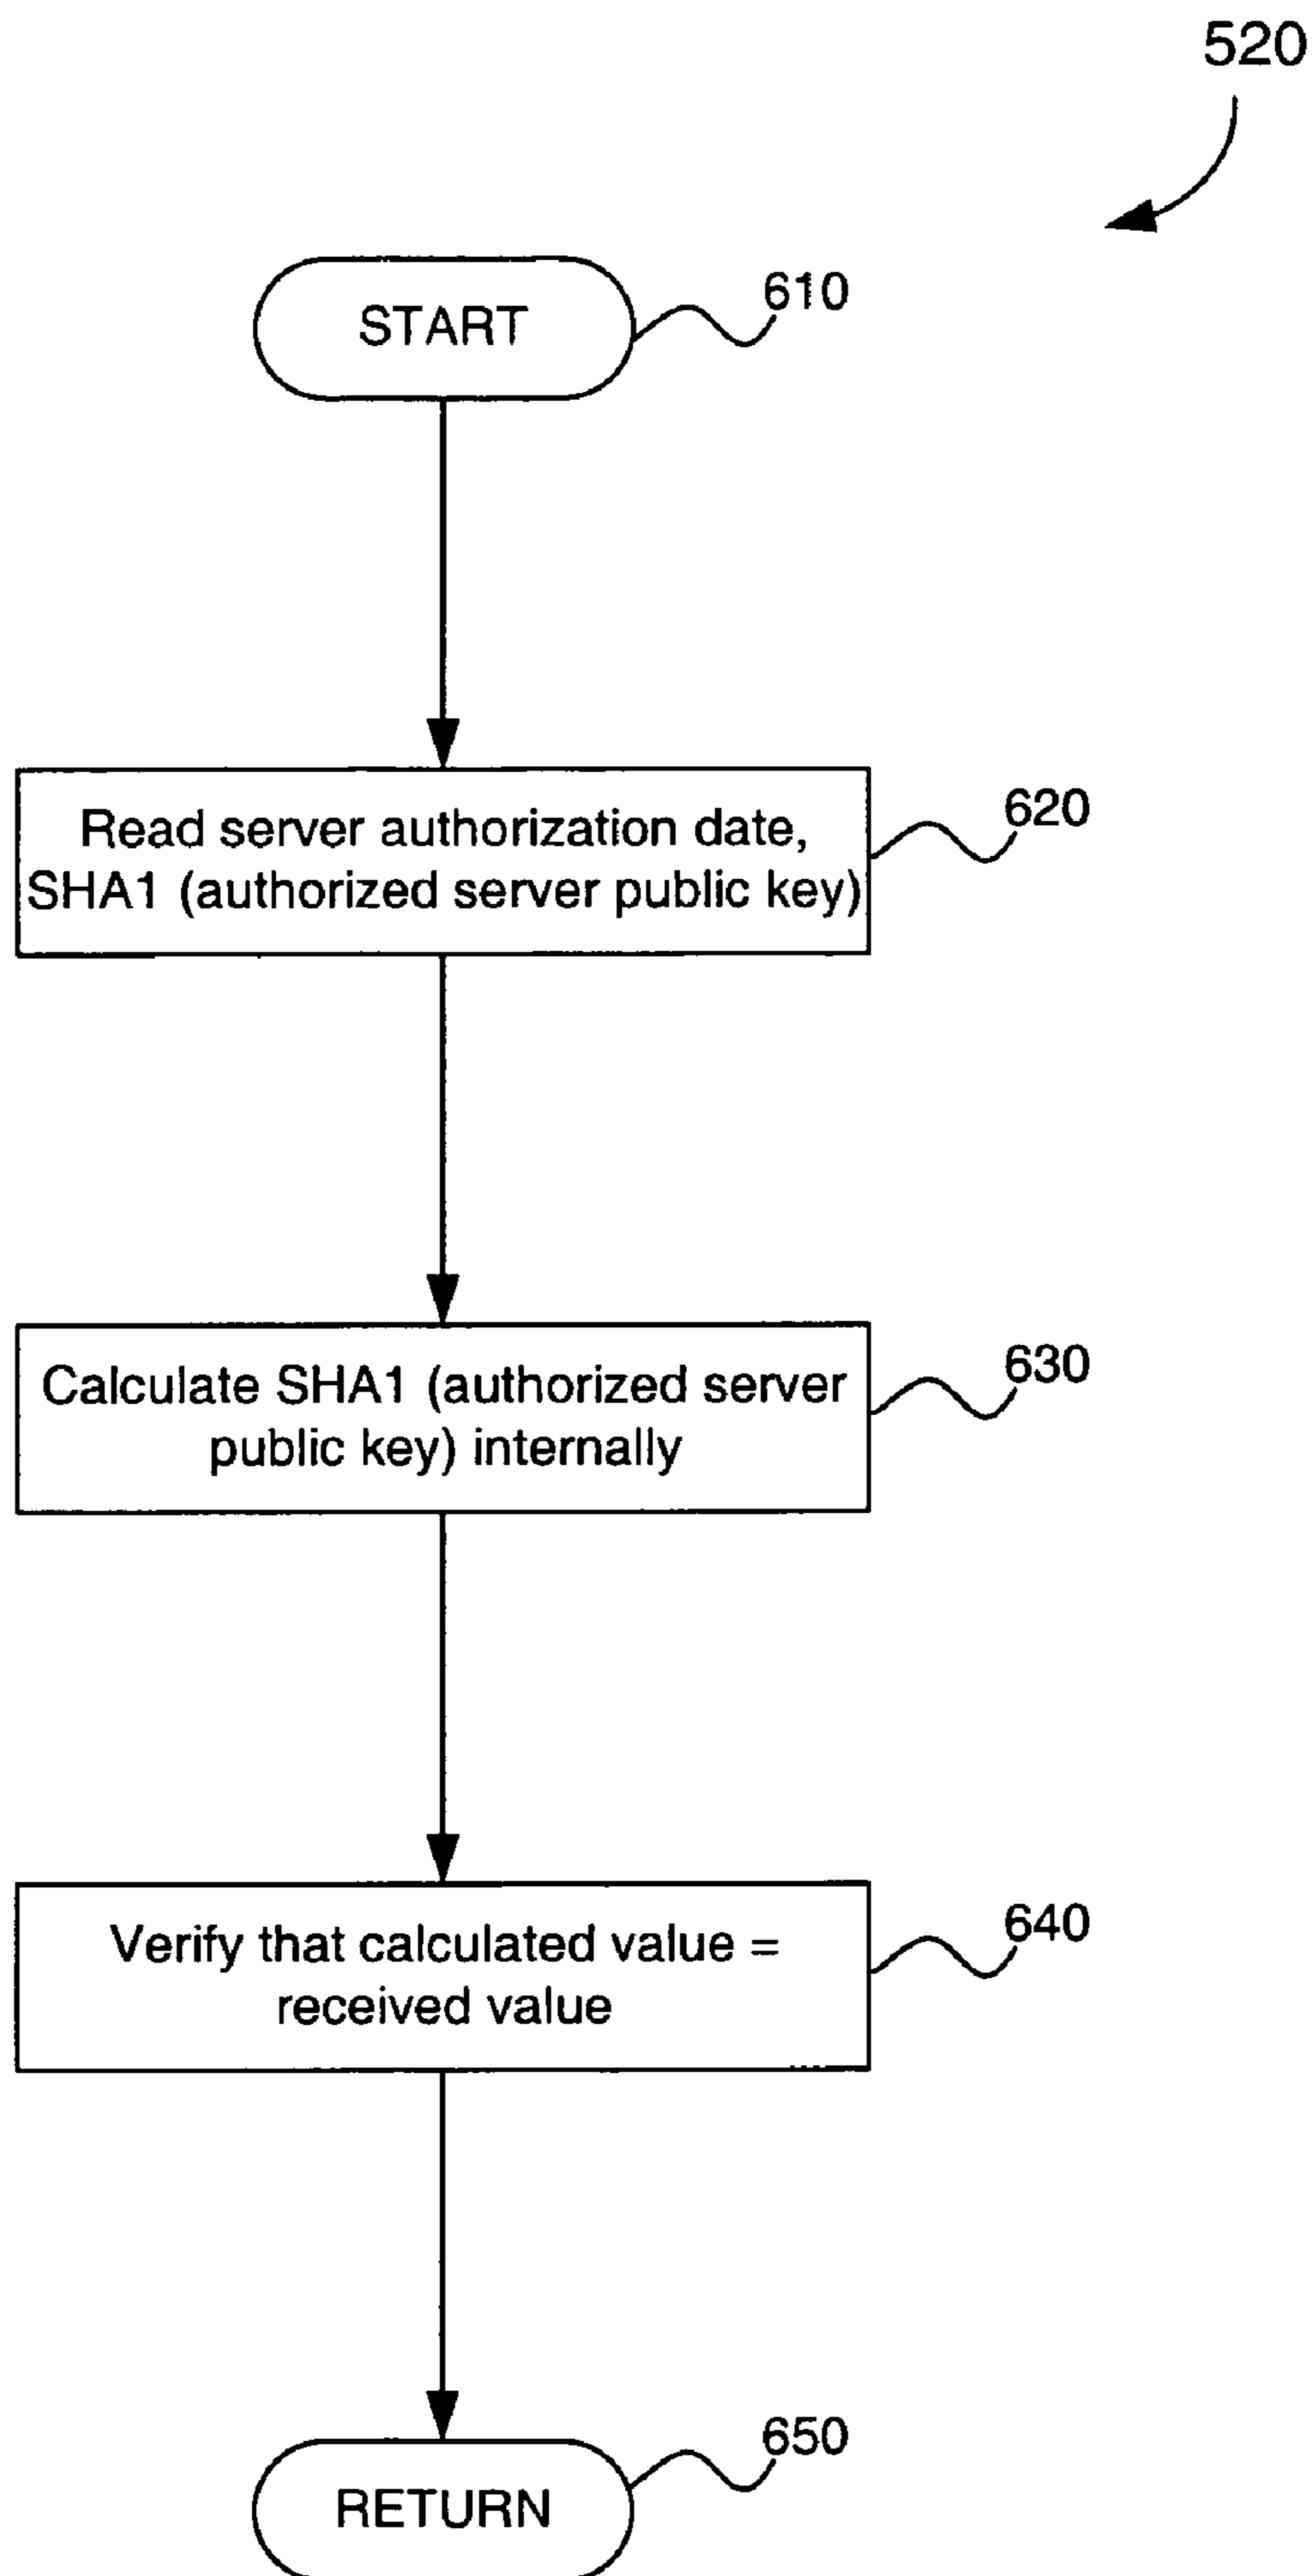 520
START
610
Read server authorization date,
SHA1 (authorized server public key)
620
Calculate SHA1 (authorized server
public key) internally
630
Verify that calculated value =
received value
640
RETURN
650